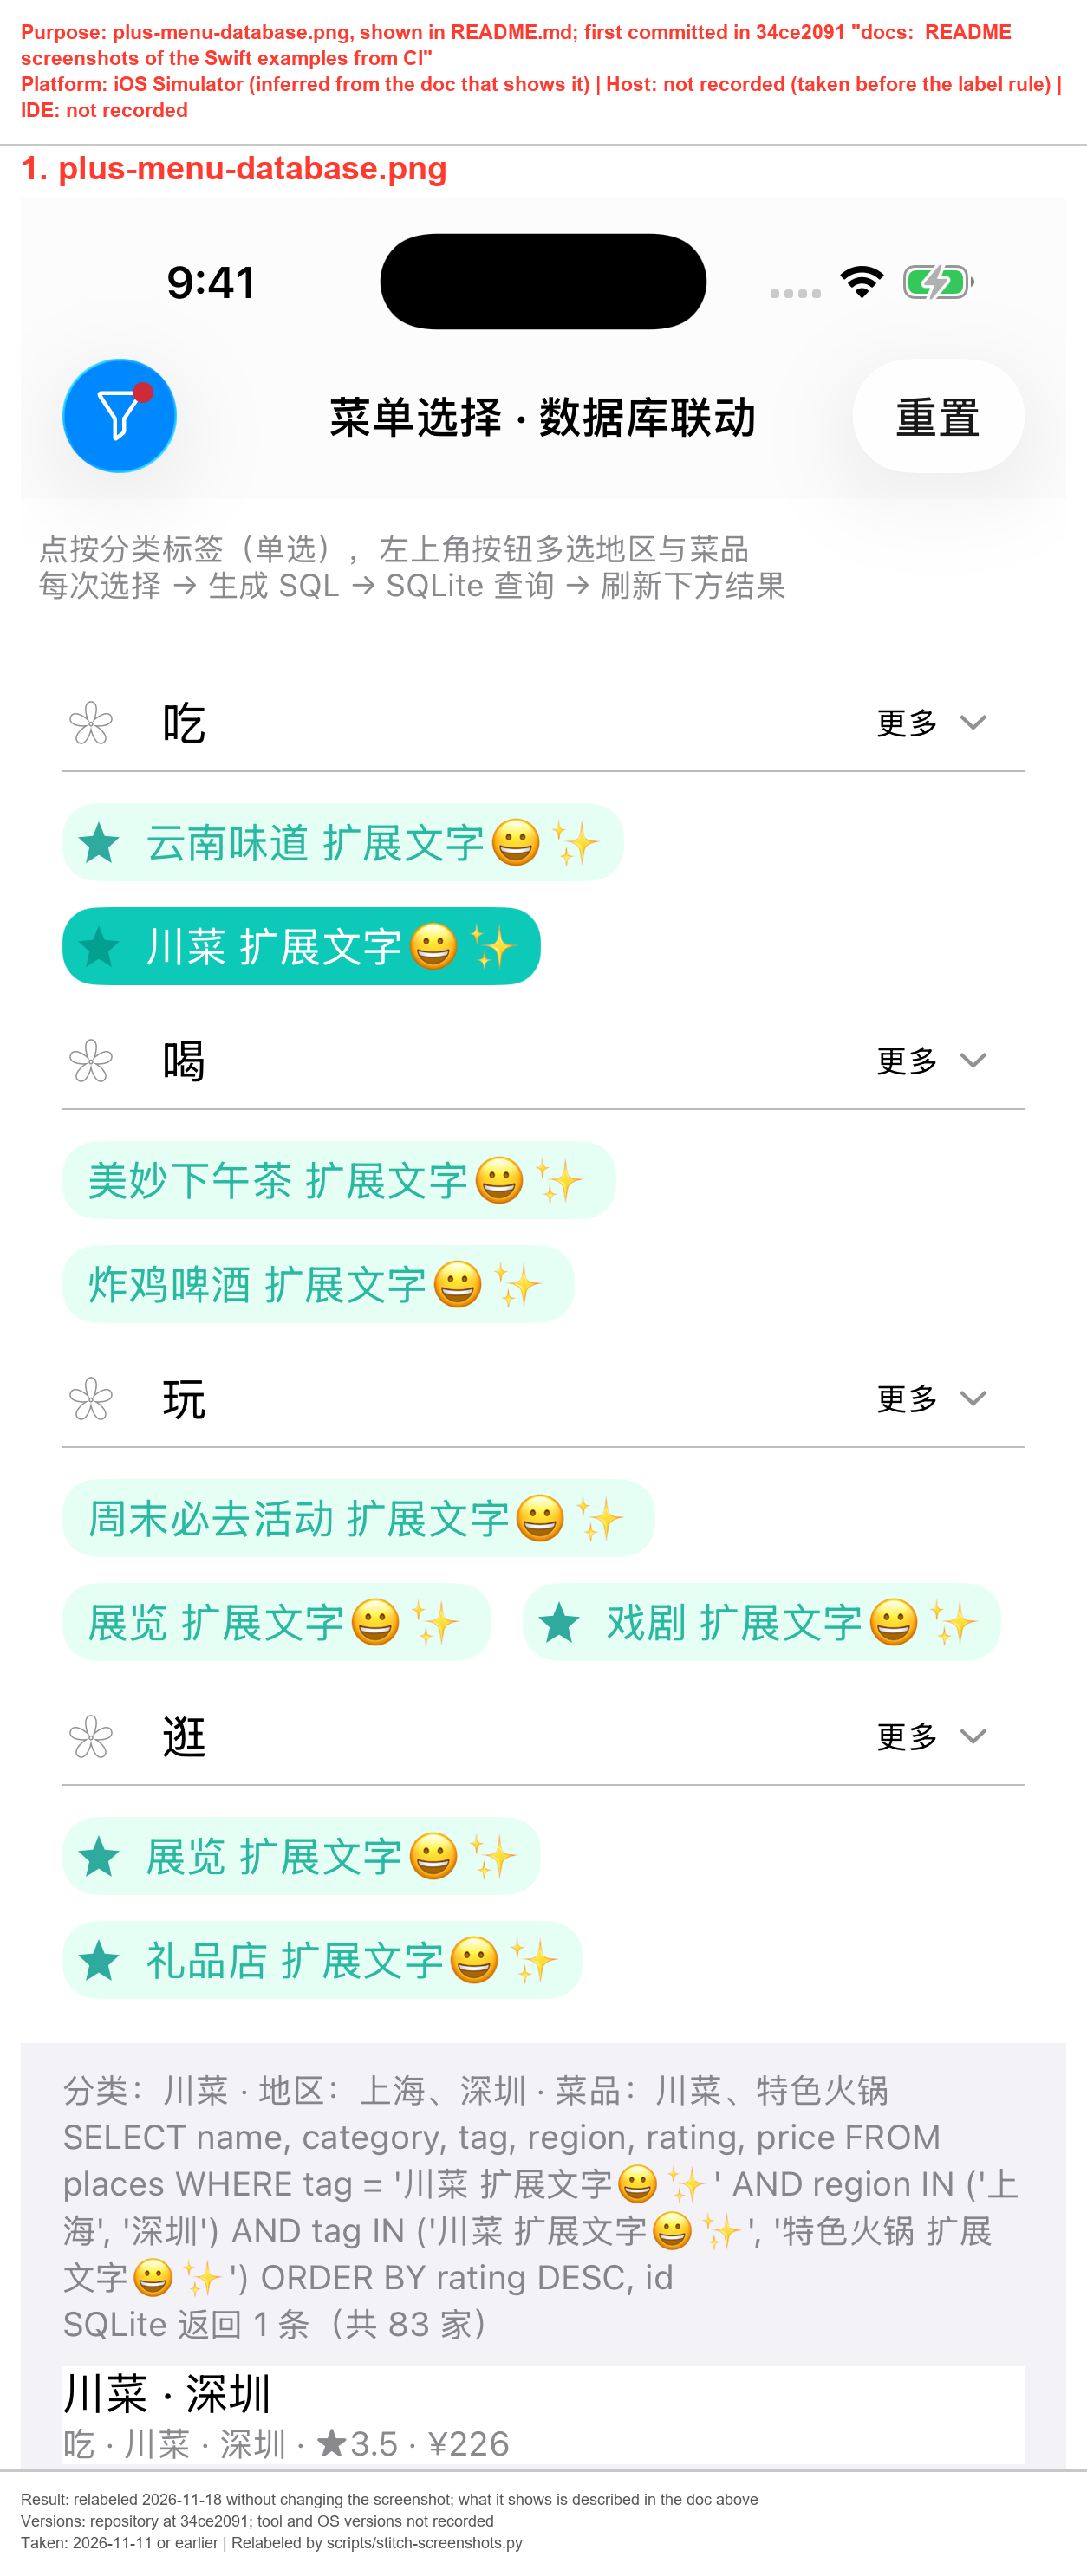 Purpose: plus-menu-database.png, shown in README.md; first committed in 34ce2091 "docs:  README
screenshots of the Swift examples from CI"
Platform: iOS Simulator (inferred from the doc that shows it) | Host: not recorded (taken before the label rule) |
IDE: not recorded
1. plus-menu-database.png
9:41
菜单选择 · 数据库联动
重置
点按分类标签（单选），左上角按钮多选地区与菜品
每次选择 → 生成 SQL → SQLite 查询 → 刷新下方结果
吃
更多
★ 云南味道 扩展文字😀✨
★ 川菜 扩展文字😀✨
喝
更多
美妙下午茶 扩展文字😀✨
炸鸡啤酒 扩展文字😀✨
玩
更多
周末必去活动 扩展文字😀✨
展览 扩展文字😀✨
★ 戏剧 扩展文字😀✨
逛
更多
★ 展览 扩展文字😀✨
★ 礼品店 扩展文字😀✨
分类：川菜 · 地区：上海、深圳 · 菜品：川菜、特色火锅
SELECT name, category, tag, region, rating, price FROM
places WHERE tag = '川菜 扩展文字😀✨' AND region IN ('上
海', '深圳') AND tag IN ('川菜 扩展文字😀✨', '特色火锅 扩展
文字😀✨') ORDER BY rating DESC, id
SQLite 返回 1 条（共 83 家）
川菜 · 深圳
吃 · 川菜 · 深圳 · ★3.5 · ¥226
Result: relabeled 2026-11-18 without changing the screenshot; what it shows is described in the doc above
Versions: repository at 34ce2091; tool and OS versions not recorded
Taken: 2026-11-11 or earlier | Relabeled by scripts/stitch-screenshots.py